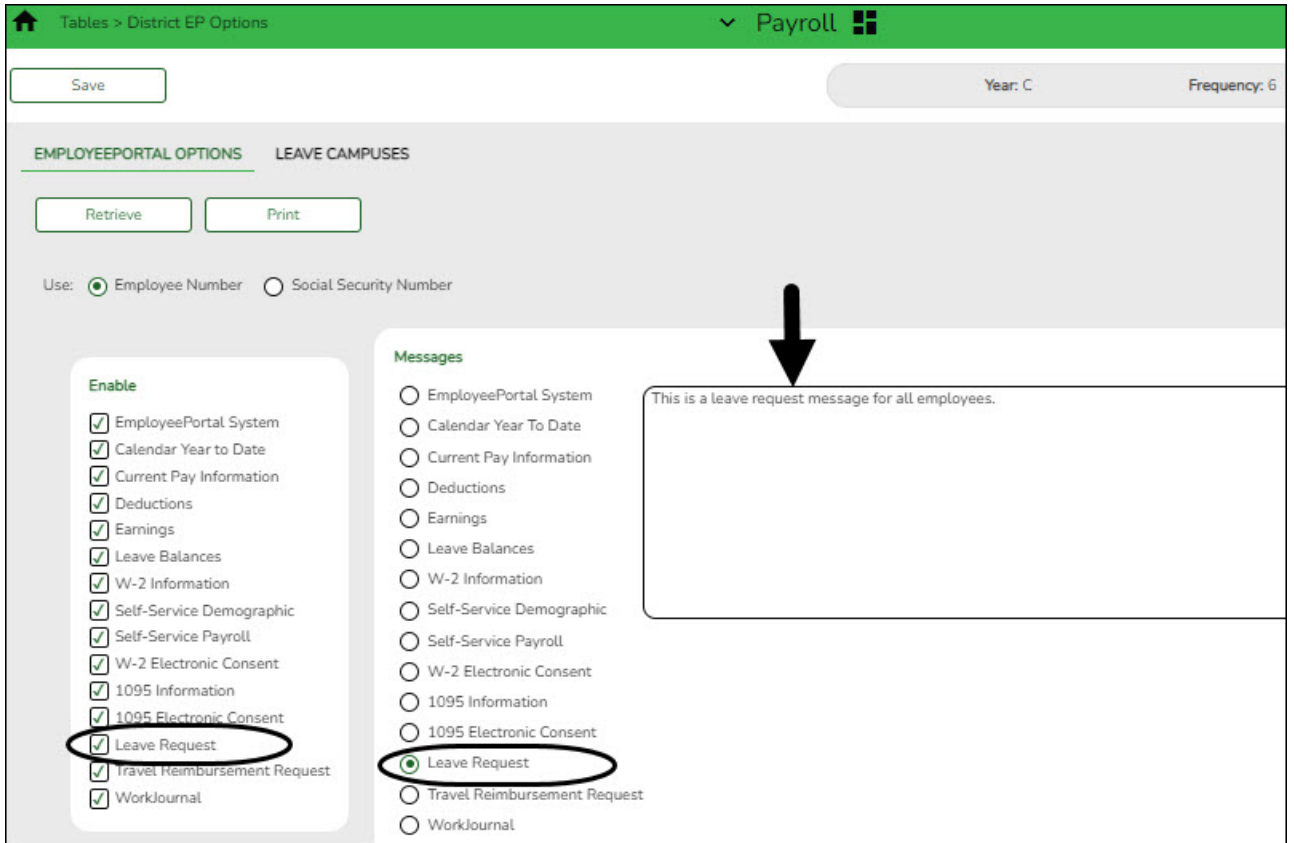 Tables > District EP Options
Payroll
Save
Year: C
Frequency: 6
EMPLOYEEPORTAL OPTIONS
LEAVE CAMPUSES
Retrieve
Print
Use:
Employee Number
Social Security Number
Enable
EmployeePortal System
Calendar Year to Date
Current Pay Information
Deductions
Earnings
Leave Balances
W-2 Information
Self-Service Demographic
Self-Service Payroll
W-2 Electronic Consent
1095 Information
1095 Electronic Consent
Leave Request
Travel Reimbursement Request
WorkJournal
Messages
EmployeePortal System
Calendar Year To Date
Current Pay Information
Deductions
Earnings
Leave Balances
W-2 Information
Self-Service Demographic
Self-Service Payroll
W-2 Electronic Consent
1095 Information
1095 Electronic Consent
Leave Request
Travel Reimbursement Request
WorkJournal
This is a leave request message for all employees.